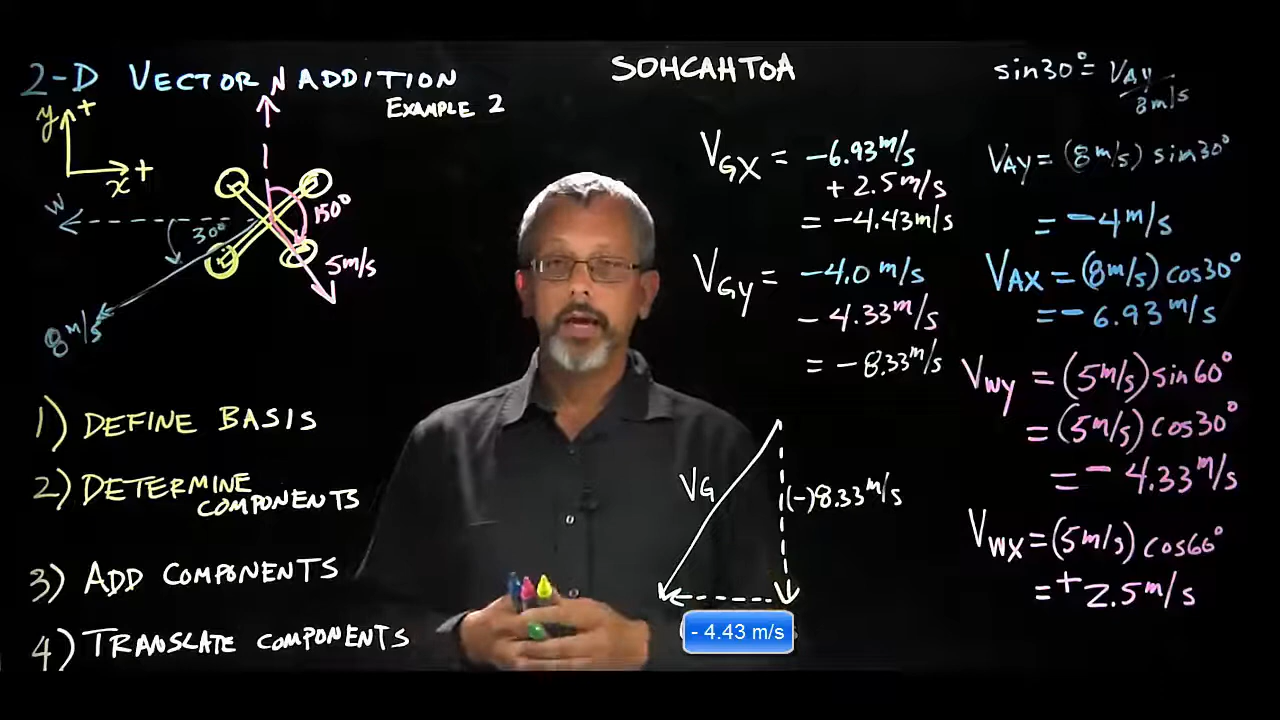 2-D VECTOR ADDITION
N
EXAMPLE 2
y +
x +
W
30°
150°
5m/s
8m/s
1) DEFINE BASIS
2) DETERMINE
COMPONENTS
3) ADD COMPONENTS
4) TRANSLATE COMPONENTS
SOHCAHTOA
VGX = -6.93m/s
+ 2.5m/s
= -4.43m/s
VGy = -4.0 m/s
- 4.33m/s
= - 8.33m/s
VG
(-)8.33m/s
- 4.43 m/s
sin30° = VAy
8m/s
VAY = (8m/s) sin30°
= -4m/s
VAX = (8m/s) cos30°
= - 6.93m/s
VWY = (5m/s) sin60°
= (5m/s) cos30°
= - 4.33m/s
VWX = (5m/s) cos60°
= + 2.5m/s